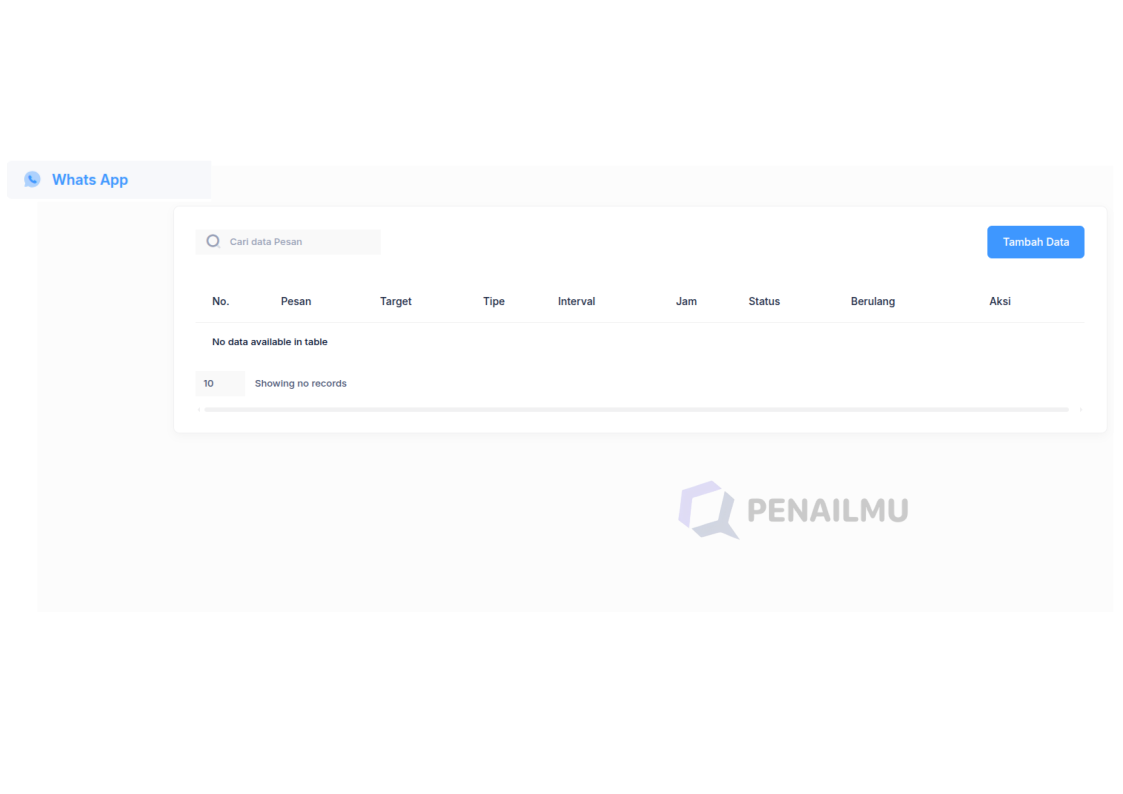 Whats App
Cari data Pesan
Tambah Data
No. Pesan Target Tipe Interval Jam Status Berulang Aksi
No data available in table
10 Showing no records
PENAILMU